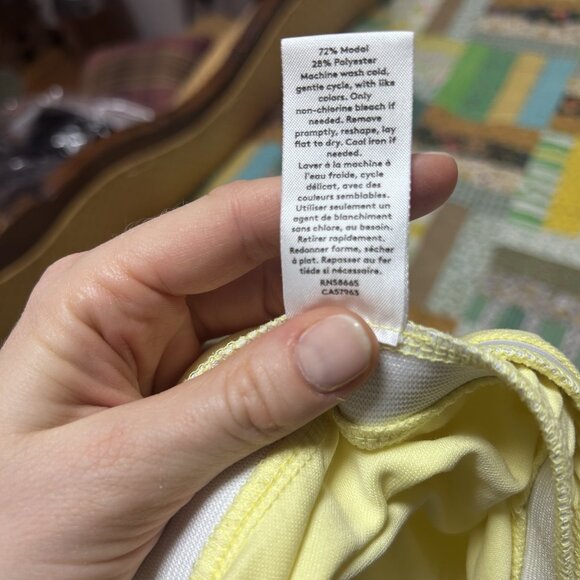 72% Model
28% Polyester
Machine wash cold,
gentle cycle, with like
colors. Only
non-chlorine bleach if
needed. Remove
promptly, reshape, lay
flat to dry. Cool iron if
needed.
Laver à la machine à
l'eau froide, cycle
délicat, avec des
couleurs semblables.
Utiliser seulement un
agent de blanchiment
sans chlore, au besoin.
Retirer rapidement.
Redonner forme, sécher
à plat. Repasser au fer
tiède si nécessaire.
RN58665
CA57963